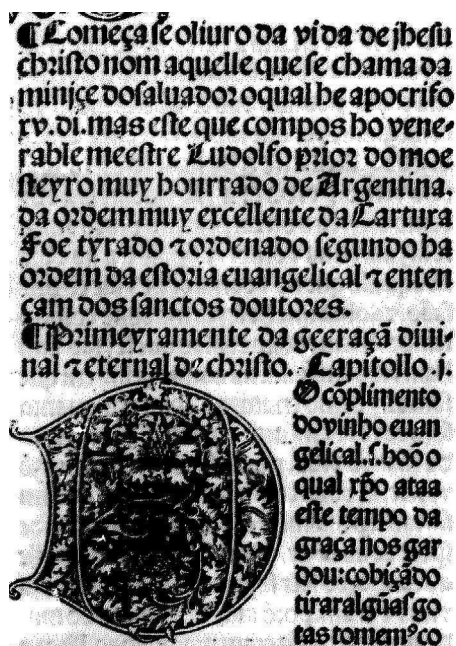 ¶ Começa se o liuro da vida de jhesu
christo nom aquelle que se chama da
minjçe do saluador o qual he apocrifo
xv. di. mas este que compos ho vene-
rable meestre Ludolfo prior do moe
steyro muy honrrado de Argentina.
da ordem muy excellente da Cartura
Foe tyrado ⁊ ordenado segundo ha
ordem da estoria euangelical ⁊ enten
çam dos sanctos doutores.
¶ Primeyramente da geeraçã diui-
nal ⁊ eternal de christo. Capitollo .j.
O cõplimento
do vinho euan
gelical .s. boõ o
qual xp̃o ataa
este tempo da
graça nos gar
dou: cobiçãdo
tirar algũas go
tas tomemꝰ co